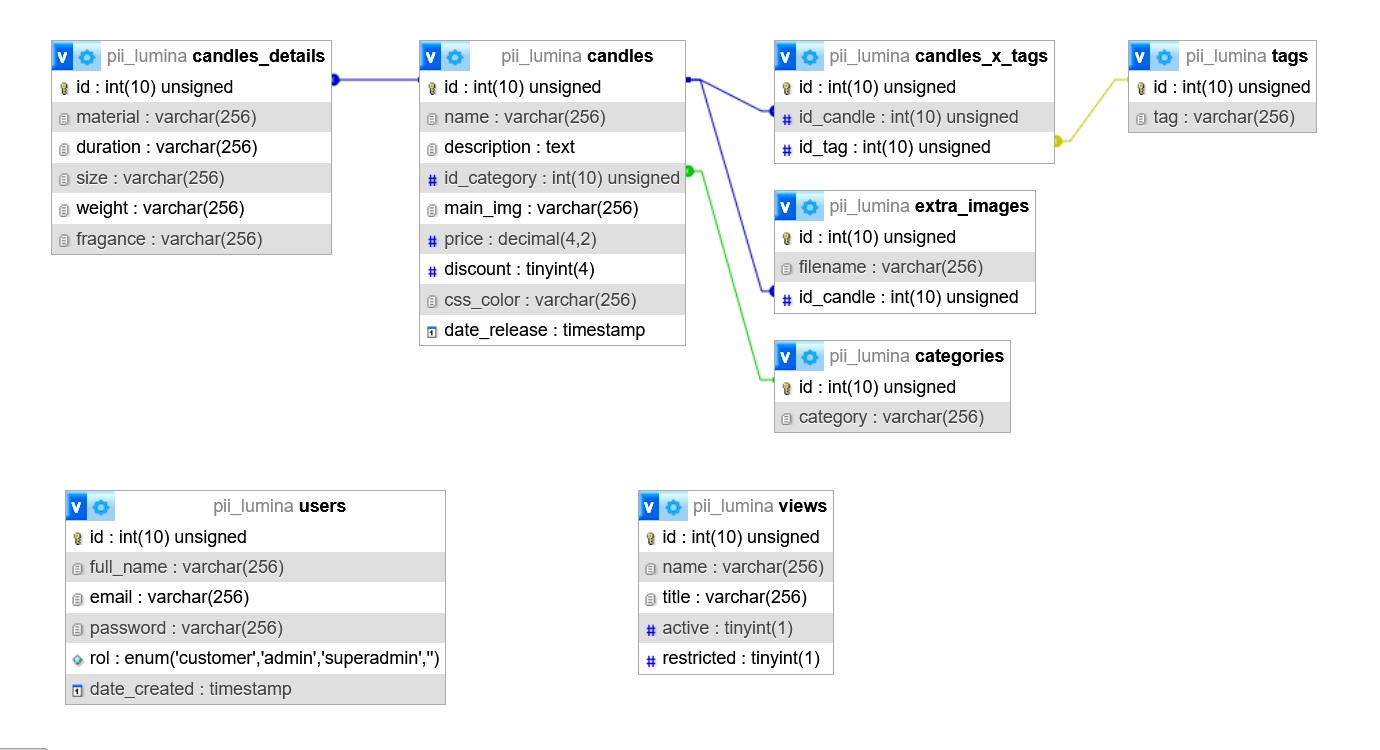 v pii_lumina candles_details
id : int(10) unsigned
material : varchar(256)
duration : varchar(256)
size : varchar(256)
weight : varchar(256)
fragance : varchar(256)
v pii_lumina candles
id : int(10) unsigned
name : varchar(256)
description : text
# id_category : int(10) unsigned
main_img : varchar(256)
# price : decimal(4,2)
# discount : tinyint(4)
css_color : varchar(256)
date_release : timestamp
v pii_lumina candles_x_tags
id : int(10) unsigned
# id_candle : int(10) unsigned
# id_tag : int(10) unsigned
v pii_lumina tags
id : int(10) unsigned
tag : varchar(256)
v pii_lumina extra_images
id : int(10) unsigned
filename : varchar(256)
# id_candle : int(10) unsigned
v pii_lumina categories
id : int(10) unsigned
category : varchar(256)
v pii_lumina users
id : int(10) unsigned
full_name : varchar(256)
email : varchar(256)
password : varchar(256)
rol : enum('customer','admin','superadmin','')
date_created : timestamp
v pii_lumina views
id : int(10) unsigned
name : varchar(256)
title : varchar(256)
# active : tinyint(1)
# restricted : tinyint(1)